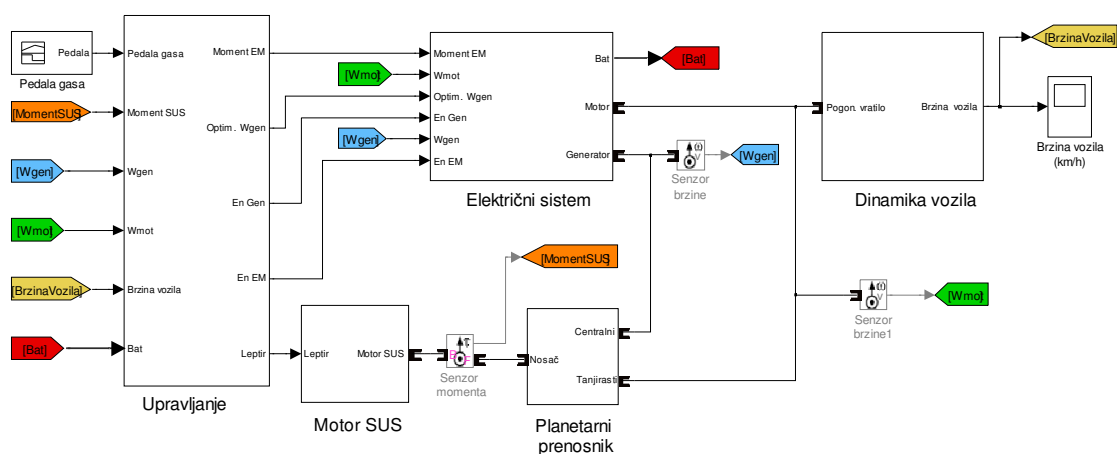 Pedala
Pedala gasa
[MomentSUS]
[Wgen]
[Wmot]
[BrzinaVozila]
[Bat]
Pedala gasa
Moment SUS
Wgen
Wmot
Brzina vozila
Bat
Moment EM
Optim. Wgen
En Gen
En EM
Leptir
Upravljanje
[Wmot]
[Wgen]
Moment EM
Wmot
Optim. Wgen
En Gen
Wgen
En EM
Bat
Motor
Generator
Električni sistem
[Bat]
Senzor
brzine
[Wgen]
Pogon. vratilo
Brzina vozila
Dinamika vozila
[BrzinaVozila]
Brzina vozila
(km/h)
[MomentSUS]
Leptir
Motor SUS
Motor SUS
Senzor
momenta
Nosač
Centralni
Tanjirasti
Planetarni
prenosnik
Senzor
brzine1
[Wmot]